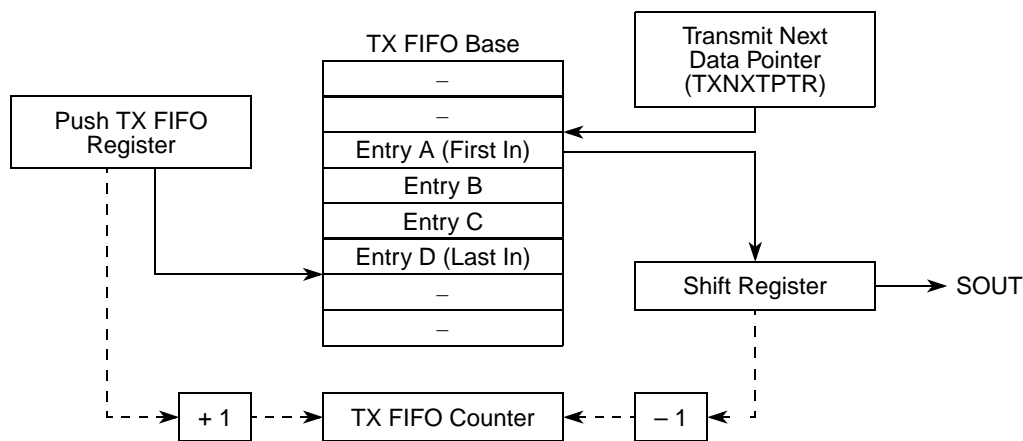 TX FIFO Base
Transmit Next
Data Pointer
(TXNXTPTR)
Push TX FIFO
Register
–
–
Entry A (First In)
Entry B
Entry C
Entry D (Last In)
–
–
Shift Register
SOUT
+ 1
TX FIFO Counter
– 1